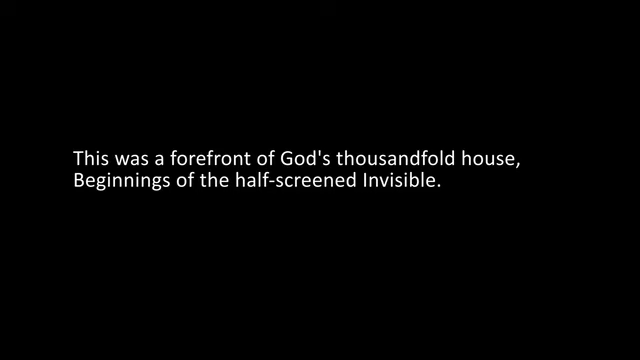 This was a forefront of God's thousandfold house,
Beginnings of the half-screened Invisible.